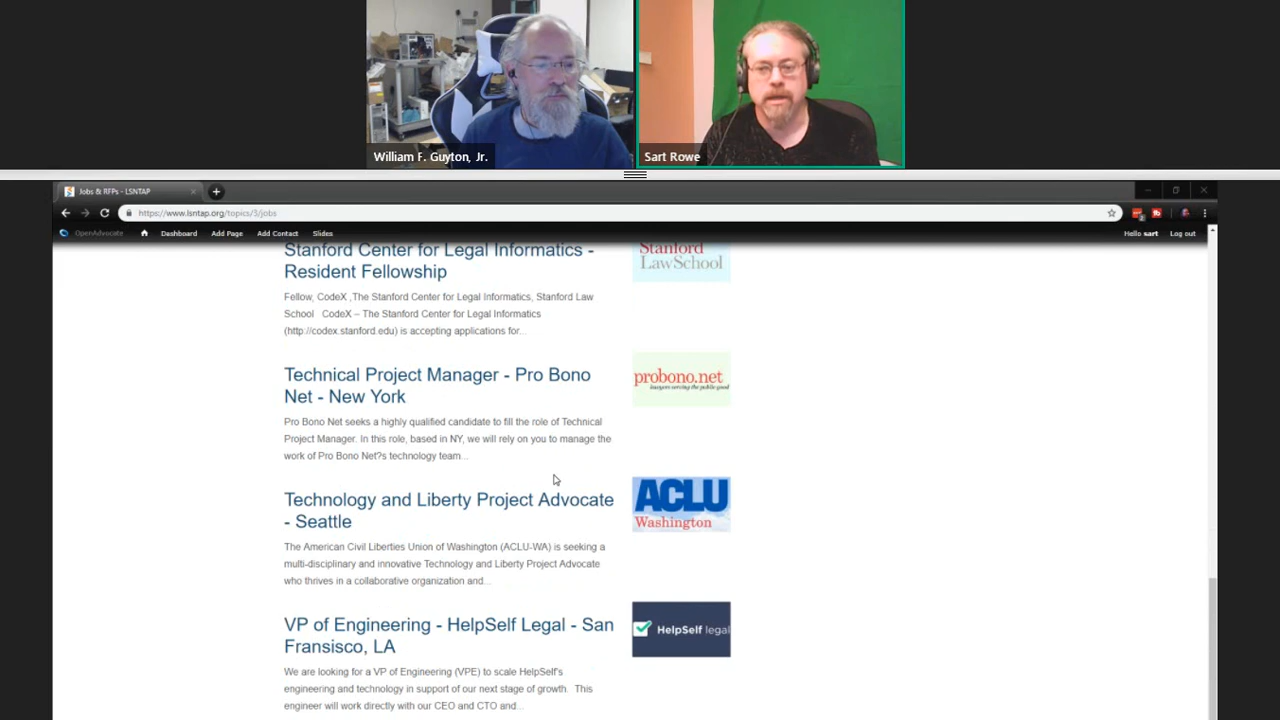 William F. Guyton, Jr.
Sart Rowe
Jobs & RFPs - LSNTAP
https://www.lsntap.org/topics/3/jobs
OpenAdvocate Dashboard Add Page Add Contact Slides Hello sart Log out
Stanford Center for Legal Informatics -
Resident Fellowship
Stanford
LawSchool
Fellow, CodeX ,The Stanford Center for Legal Informatics, Stanford Law
School CodeX – The Stanford Center for Legal Informatics
(http://codex.stanford.edu) is accepting applications for...
Technical Project Manager - Pro Bono
Net - New York
probono.net
lawyers serving the public good
Pro Bono Net seeks a highly qualified candidate to fill the role of Technical
Project Manager. In this role, based in NY, we will rely on you to manage the
work of Pro Bono Net?s technology team...
Technology and Liberty Project Advocate
- Seattle
ACLU
Washington
The American Civil Liberties Union of Washington (ACLU-WA) is seeking a
multi-disciplinary and innovative Technology and Liberty Project Advocate
who thrives in a collaborative organization and...
VP of Engineering - HelpSelf Legal - San
Fransisco, LA
HelpSelf legal
We are looking for a VP of Engineering (VPE) to scale HelpSelf's
engineering and technology in support of our next stage of growth. This
engineer will work directly with our CEO and CTO and...